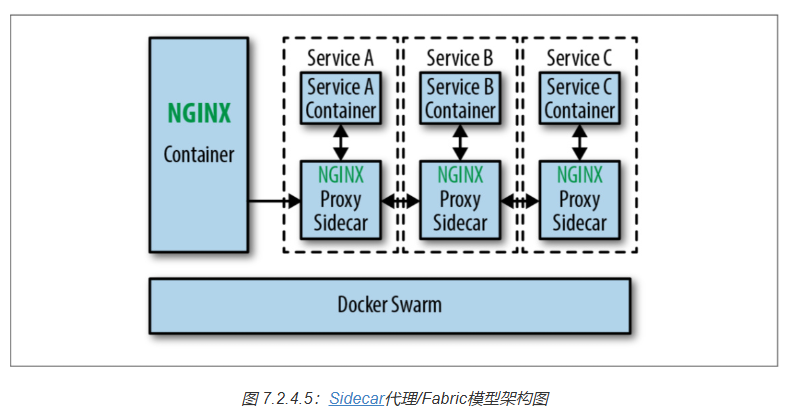 Service A
Service B
Service C
Service A
Container
Service B
Container
Service C
Container
NGINX
Container
NGINX
Proxy
Sidecar
NGINX
Proxy
Sidecar
NGINX
Proxy
Sidecar
Docker Swarm
图 7.2.4.5：Sidecar代理/Fabric模型架构图